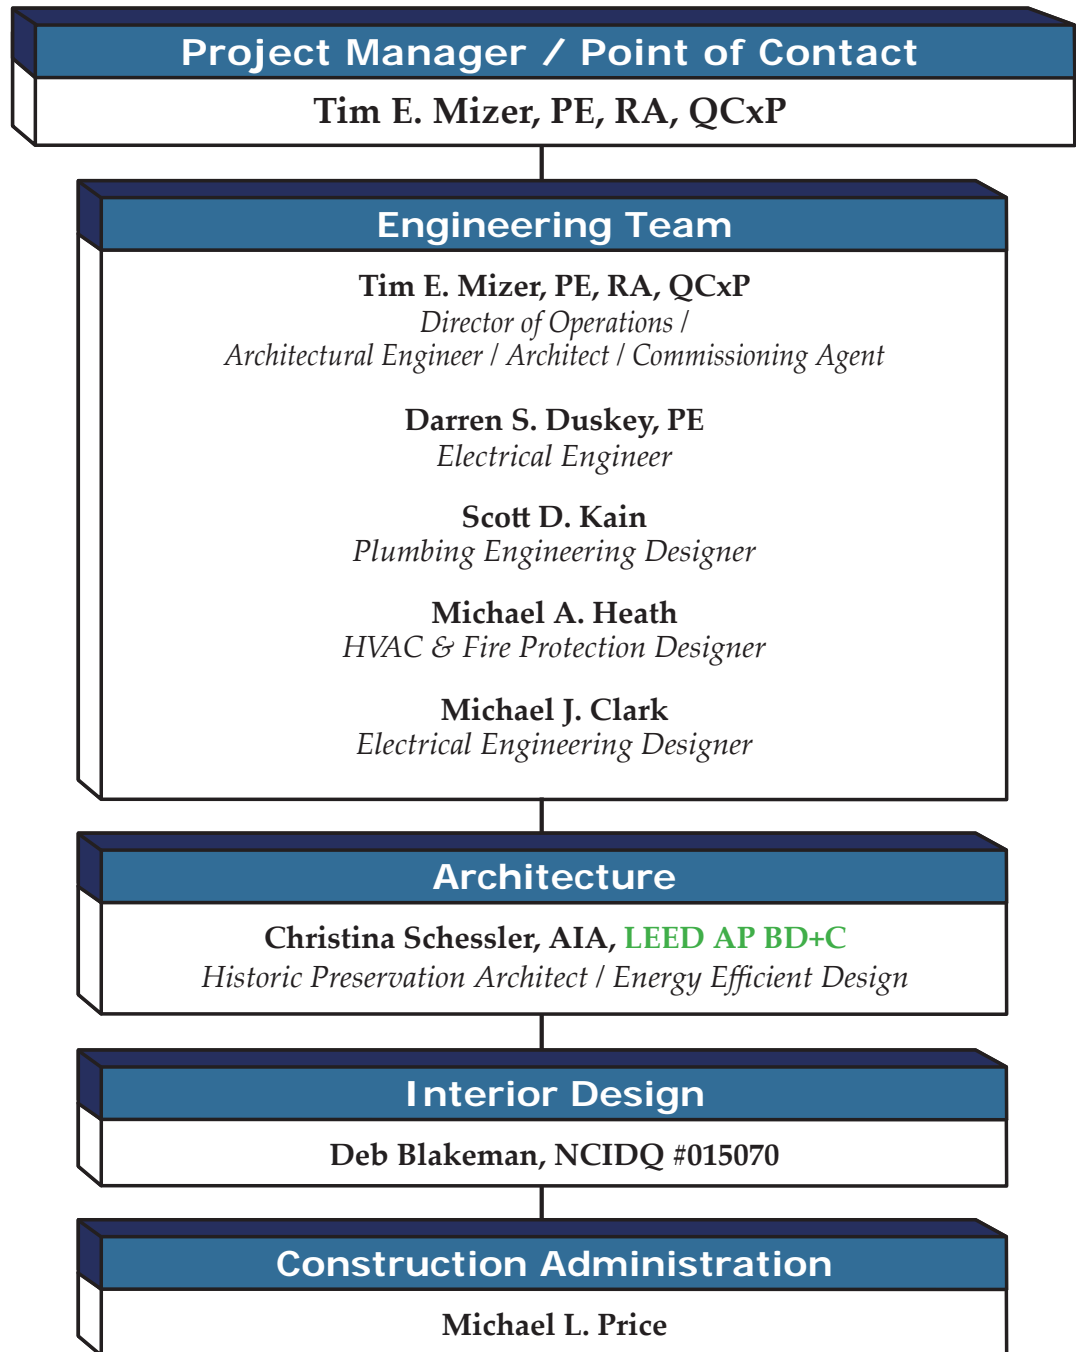 Project Manager / Point of Contact
Tim E. Mizer, PE, RA, QCxP
Engineering Team
Tim E. Mizer, PE, RA, QCxP
Director of Operations /
Architectural Engineer / Architect / Commissioning Agent
Darren S. Duskey, PE
Electrical Engineer
Scott D. Kain
Plumbing Engineering Designer
Michael A. Heath
HVAC & Fire Protection Designer
Michael J. Clark
Electrical Engineering Designer
Architecture
Christina Schessler, AIA, LEED AP BD+C
Historic Preservation Architect / Energy Efficient Design
Interior Design
Deb Blakeman, NCIDQ #015070
Construction Administration
Michael L. Price